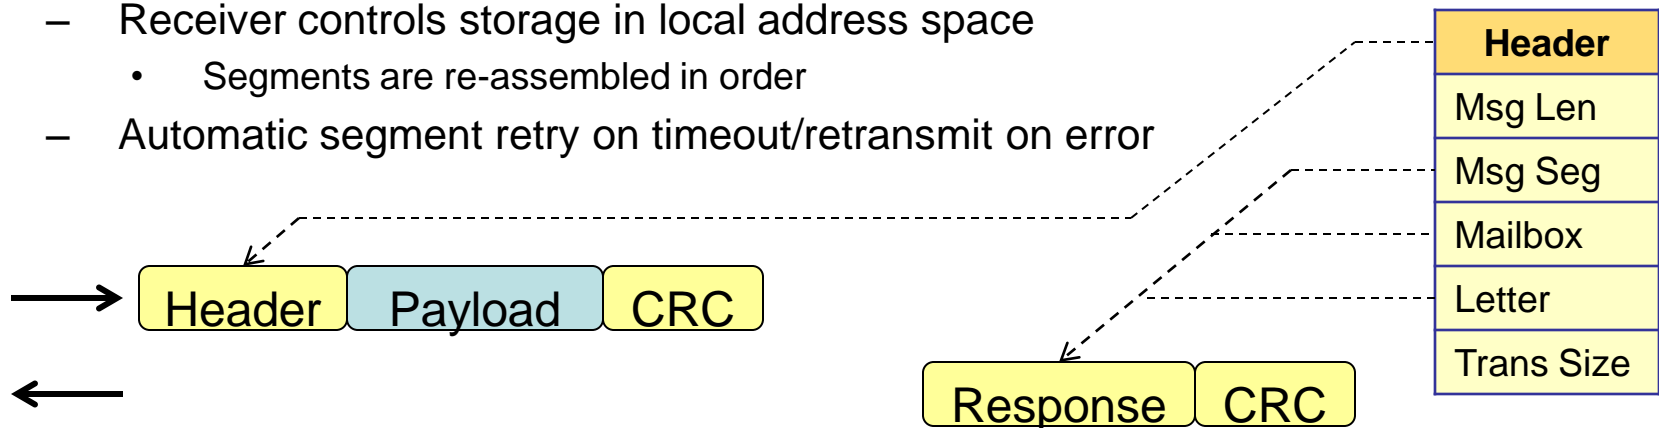 – Receiver controls storage in local address space
• Segments are re-assembled in order
– Automatic segment retry on timeout/retransmit on error
Header
Msg Len
Msg Seg
Mailbox
Letter
Trans Size
Header Payload CRC
Response CRC